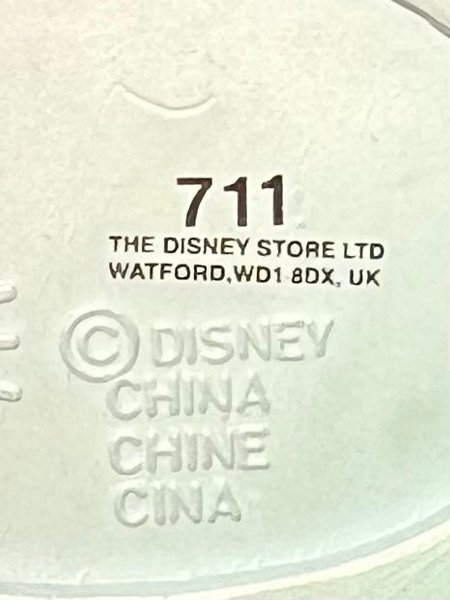 711
THE DISNEY STORE LTD
WATFORD,WD1 8DX, UK
© DISNEY
CHINA
CHINE
CINA